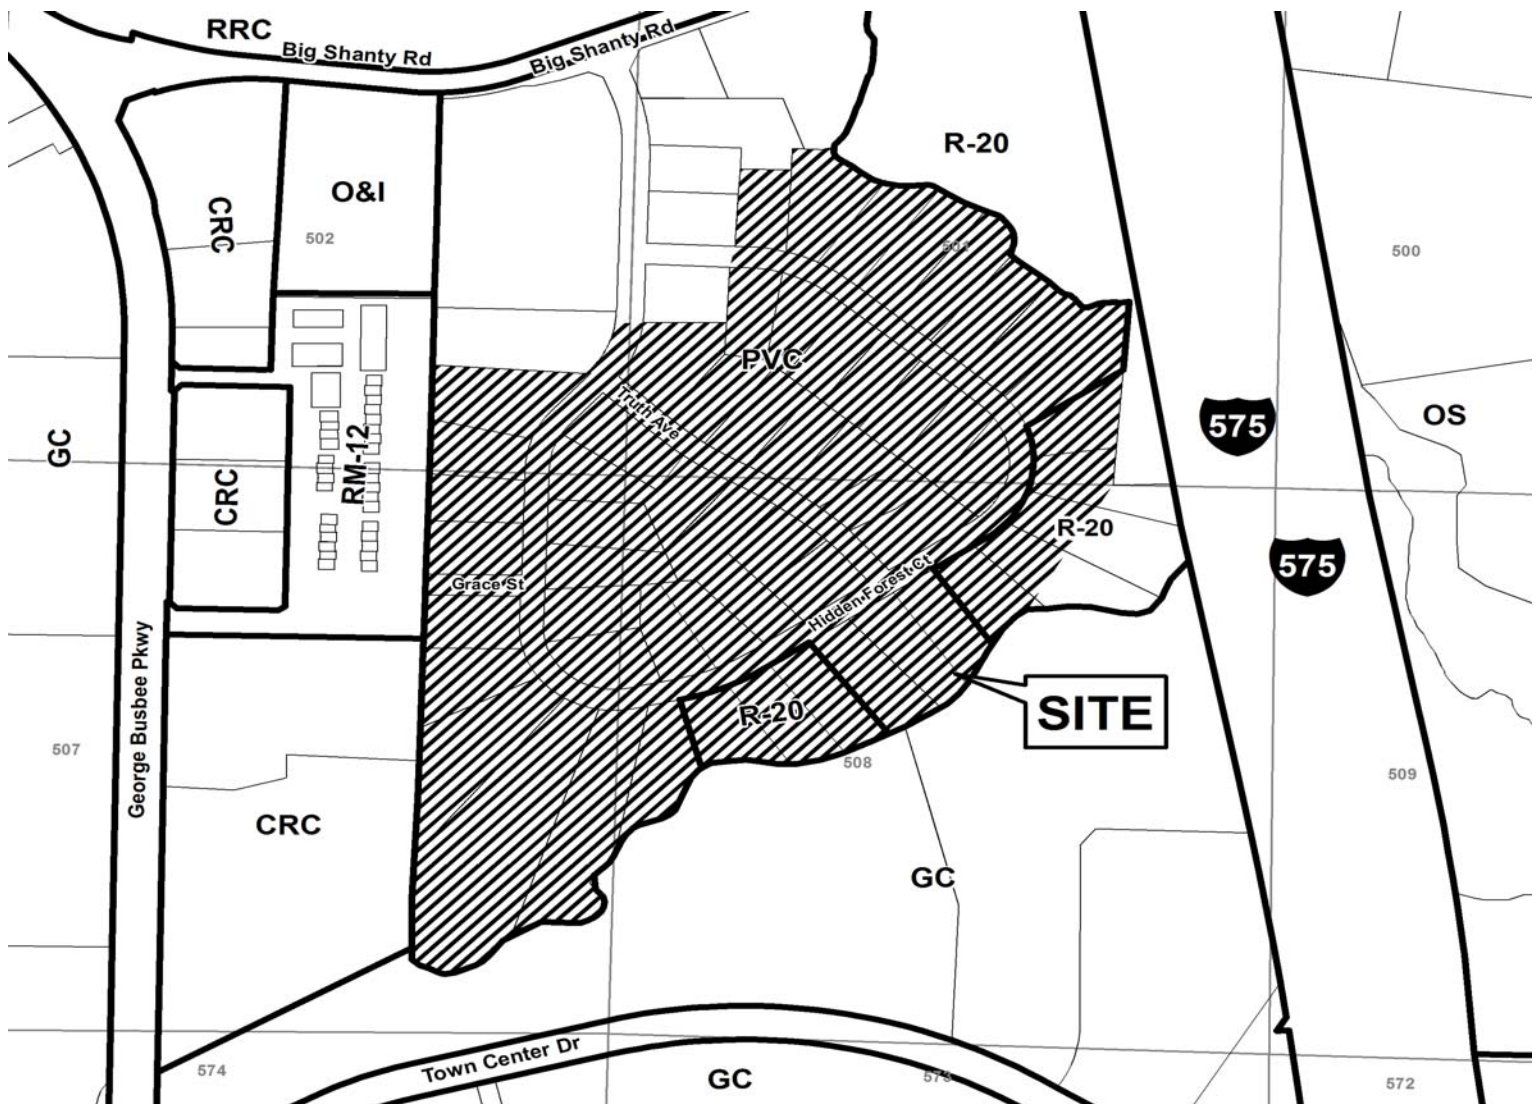 RRC
Big Shanty Rd
Big Shanty Rd
R-20
O&I
CRC
502
501
500
PVC
Truth Ave
OS
575
GC
RM-12
CRC
R-20
575
Grace St
Hidden Forest Ct
George Busbee Pkwy
R-20
SITE
507
508
509
CRC
GC
Town Center Dr
574
GC
573
572